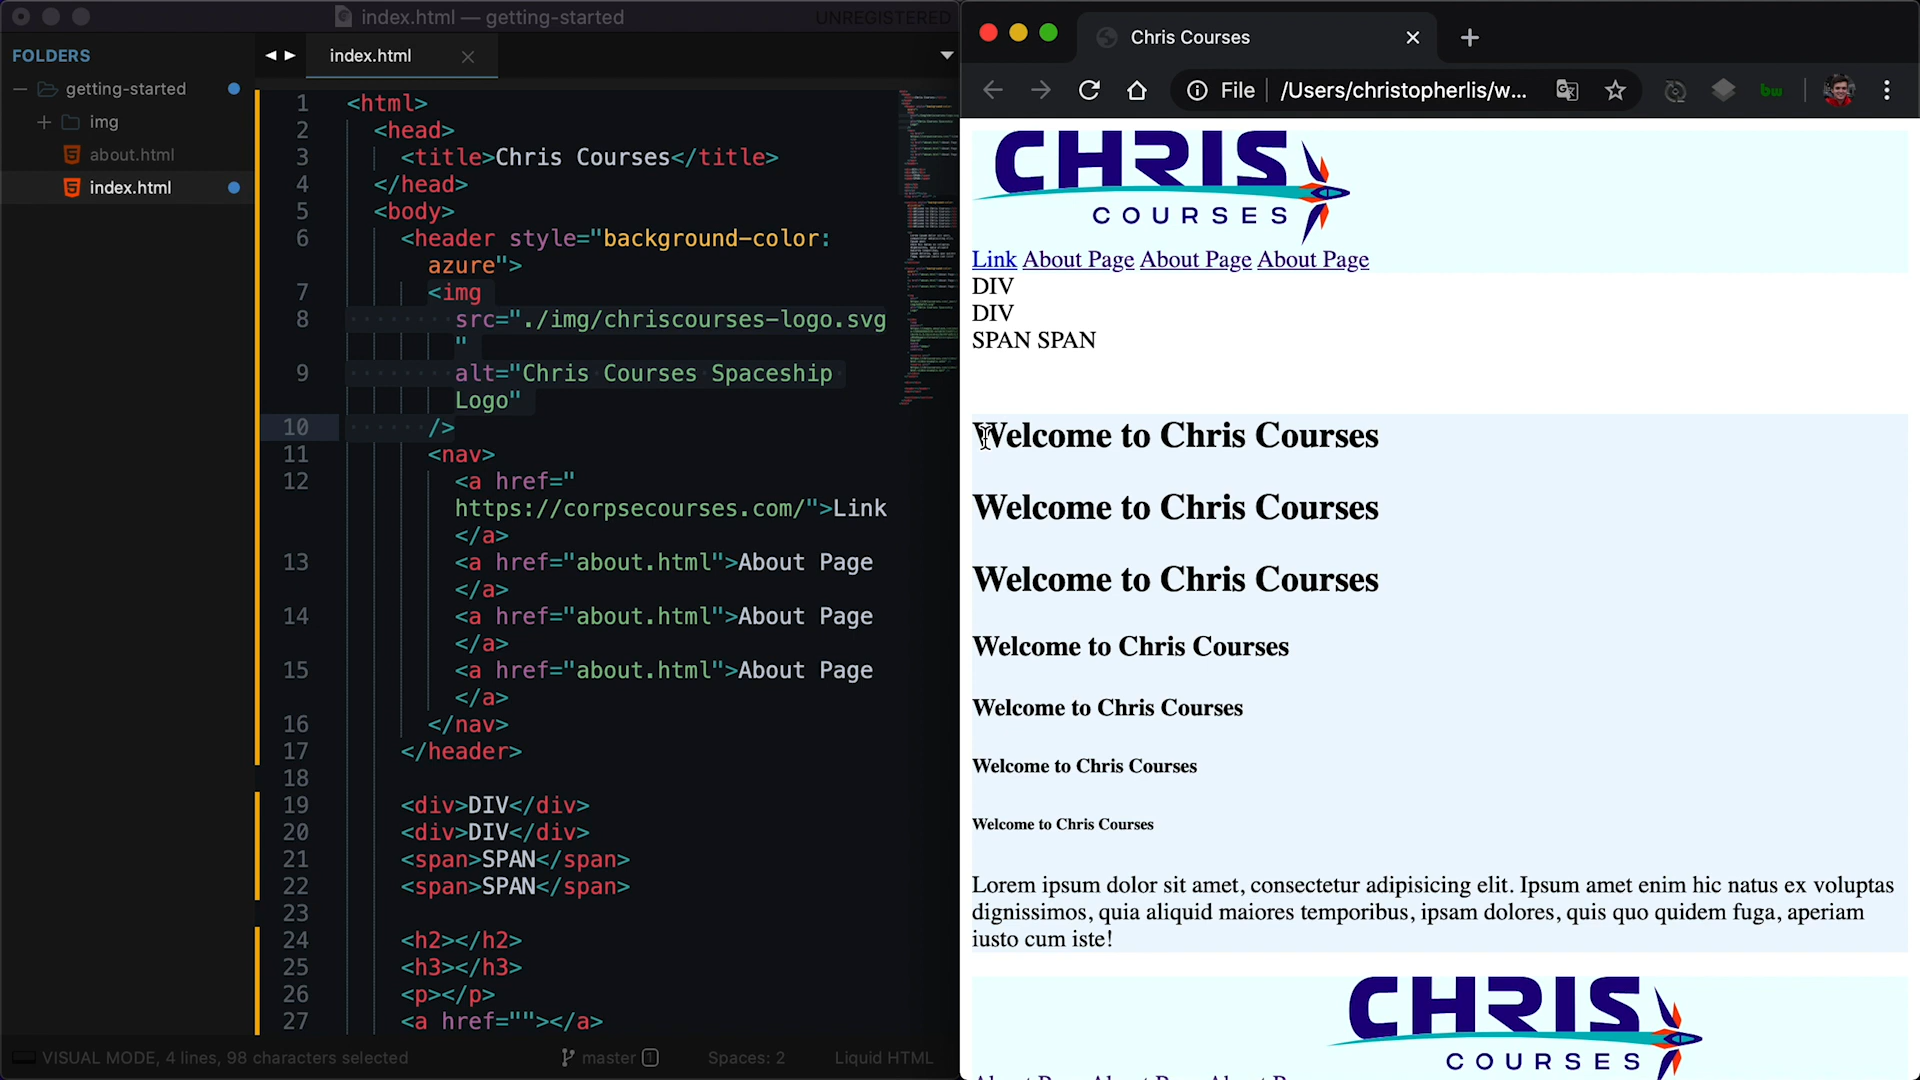 index.html — getting-started
UNREGISTERED
FOLDERS
getting-started
img
about.html
index.html
index.html
1 <html>
2 <head>
3 <title>Chris Courses</title>
4 </head>
5 <body>
6 <header style="background-color:
azure">
7 <img
8 src="./img/chriscourses-logo.svg
"
9 alt="Chris Courses Spaceship
Logo"
10 />
11 <nav>
12 <a href="
https://corpsecourses.com/">Link
</a>
13 <a href="about.html">About Page
</a>
14 <a href="about.html">About Page
</a>
15 <a href="about.html">About Page
</a>
16 </nav>
17 </header>
18
19 <div>DIV</div>
20 <div>DIV</div>
21 <span>SPAN</span>
22 <span>SPAN</span>
23
24 <h2></h2>
25 <h3></h3>
26 <p></p>
27 <a href=""></a>
VISUAL MODE, 4 lines, 98 characters selected
master 1
Spaces: 2
Liquid HTML
Chris Courses
File /Users/christopherlis/w...
bw
CHRIS
COURSES
Link About Page About Page About Page
DIV
DIV
SPAN SPAN
Welcome to Chris Courses
Welcome to Chris Courses
Welcome to Chris Courses
Welcome to Chris Courses
Welcome to Chris Courses
Welcome to Chris Courses
Welcome to Chris Courses
Lorem ipsum dolor sit amet, consectetur adipisicing elit. Ipsum amet enim hic natus ex voluptas
dignissimos, quia aliquid maiores temporibus, ipsam dolores, quis quo quidem fuga, aperiam
iusto cum iste!
CHRIS
COURSES